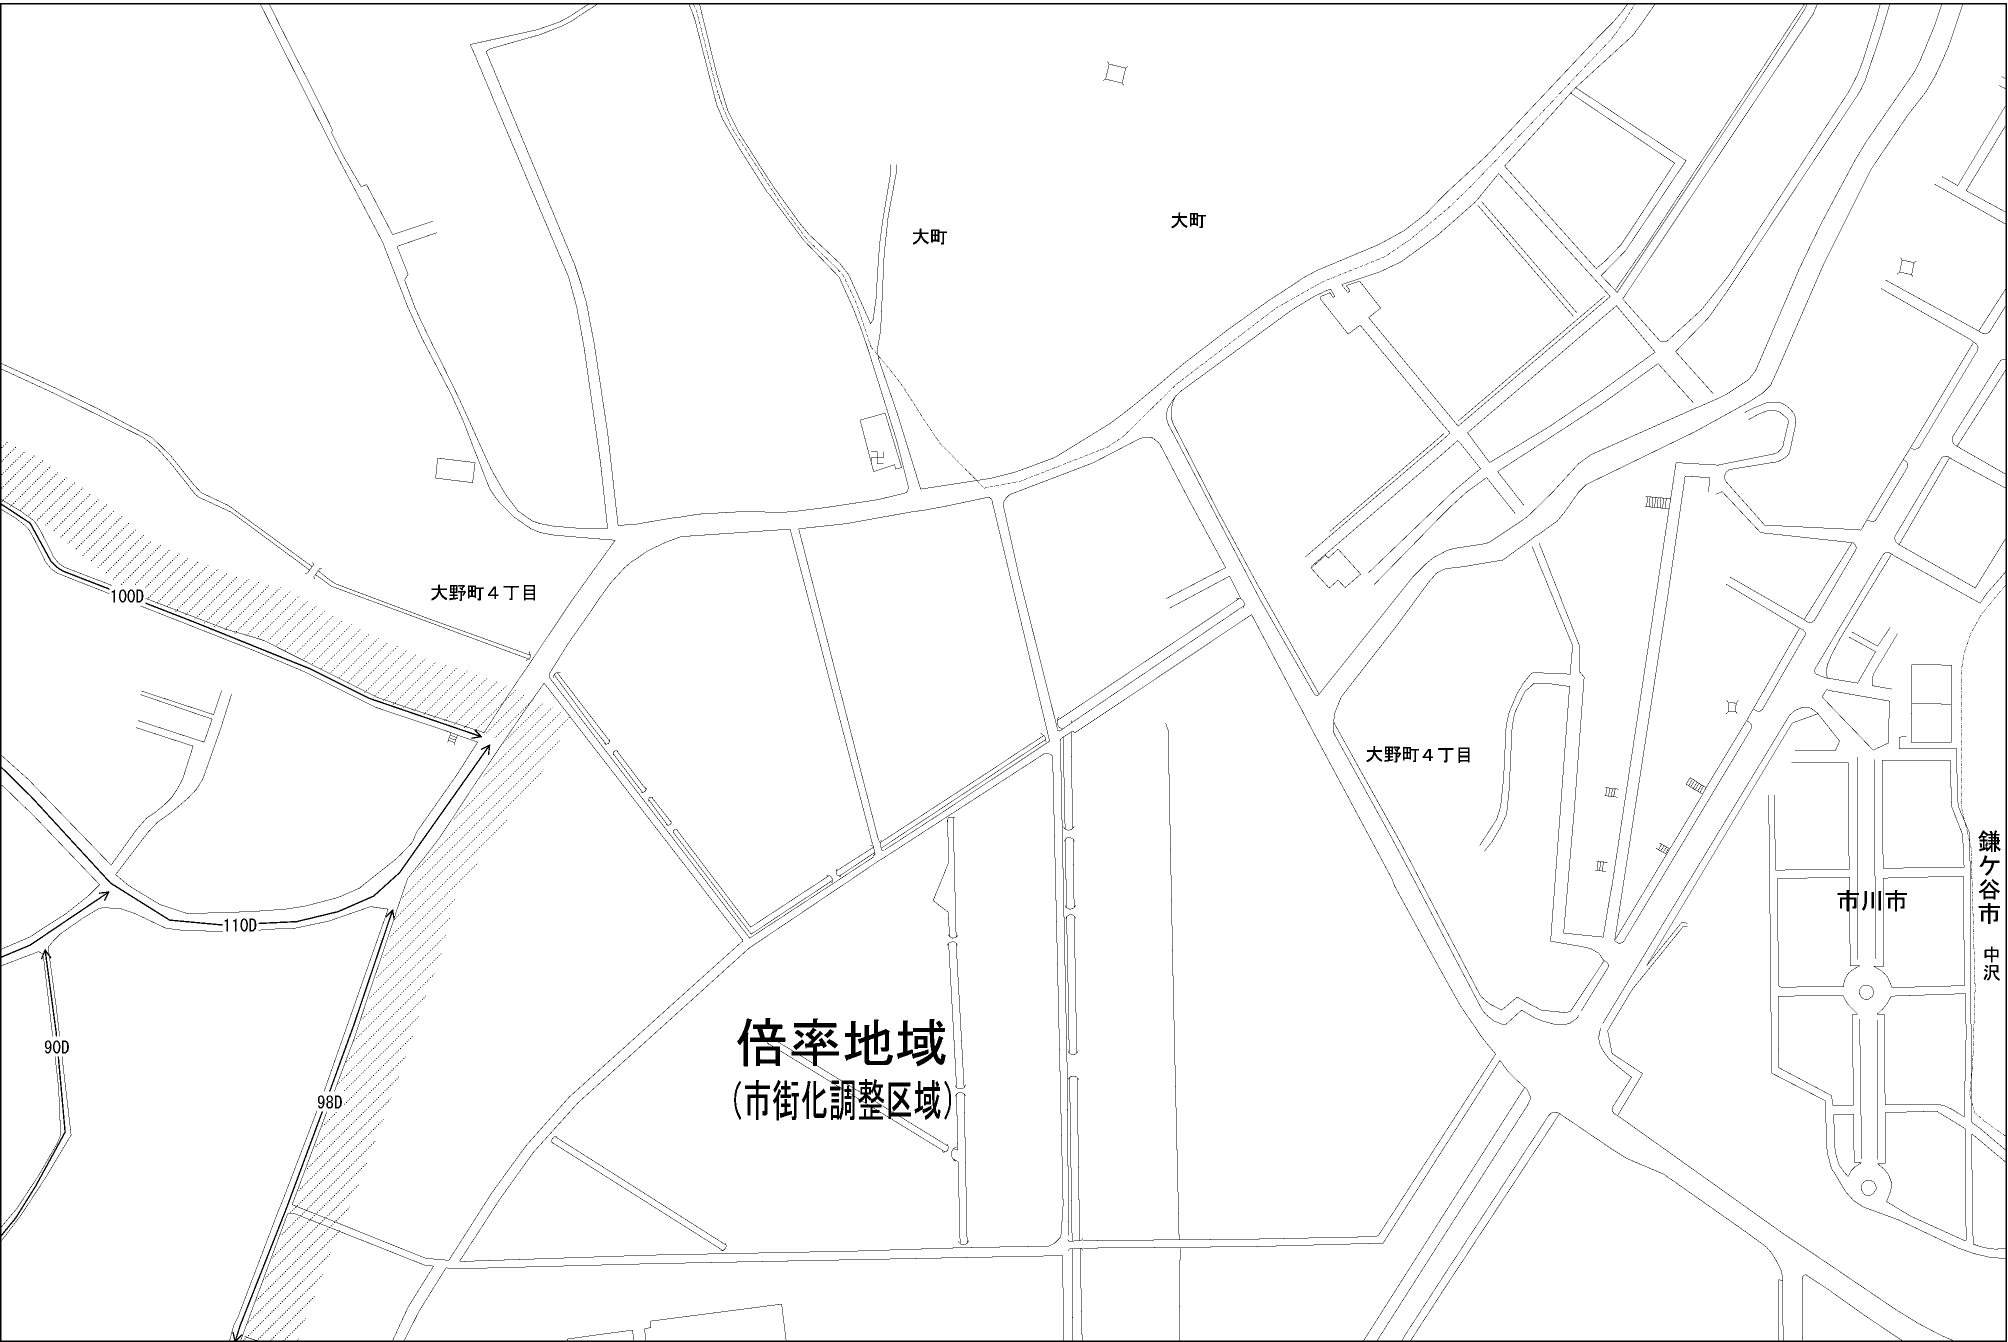 大町
大町
大野町４丁目
100D
大野町４丁目
鎌ケ谷市
中沢
市川市
110D
倍率地域
(市街化調整区域)
90D
98D